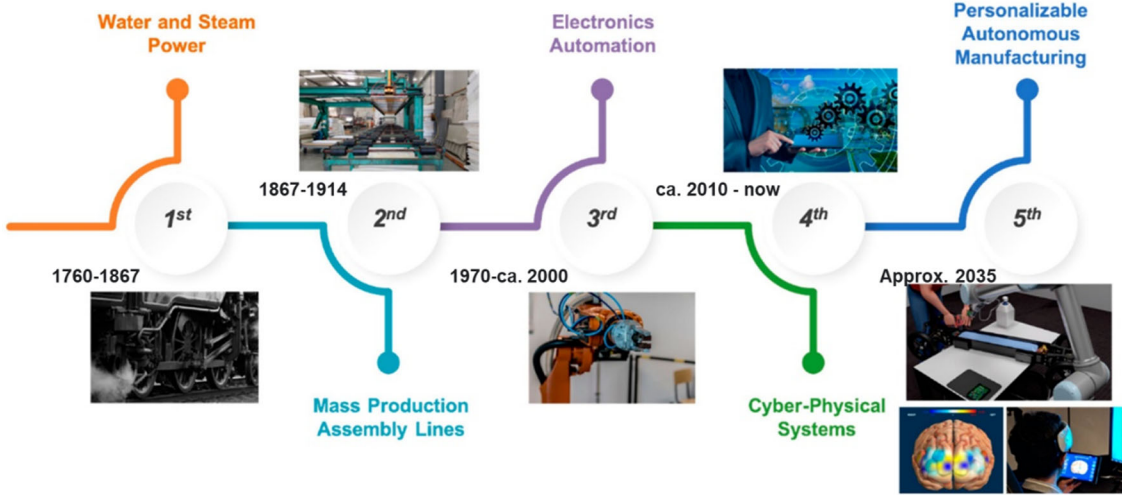 Water and Steam
Power
1st
1760-1867
1867-1914
2nd
Mass Production
Assembly Lines
Electronics
Automation
3rd
1970-ca. 2000
ca. 2010 - now
4th
Cyber-Physical
Systems
Personalizable
Autonomous
Manufacturing
5th
Approx. 2035